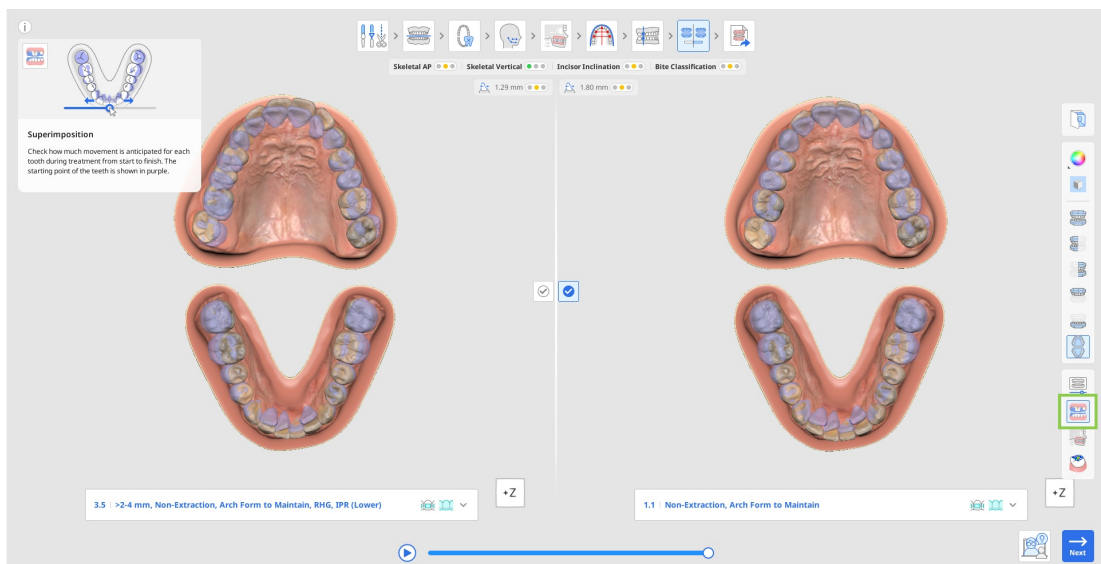 Skeletal AP
Skeletal Vertical
Incisor Inclination
Bite Classification
1.29 mm
1.80 mm
Superimposition
Check how much movement is anticipated for each
tooth during treatment from start to finish. The
starting point of the teeth is shown in purple.
+Z
+Z
3.5 | >2-4 mm, Non-Extraction, Arch Form to Maintain, RHG, IPR (Lower)
1.1 | Non-Extraction, Arch Form to Maintain
Next